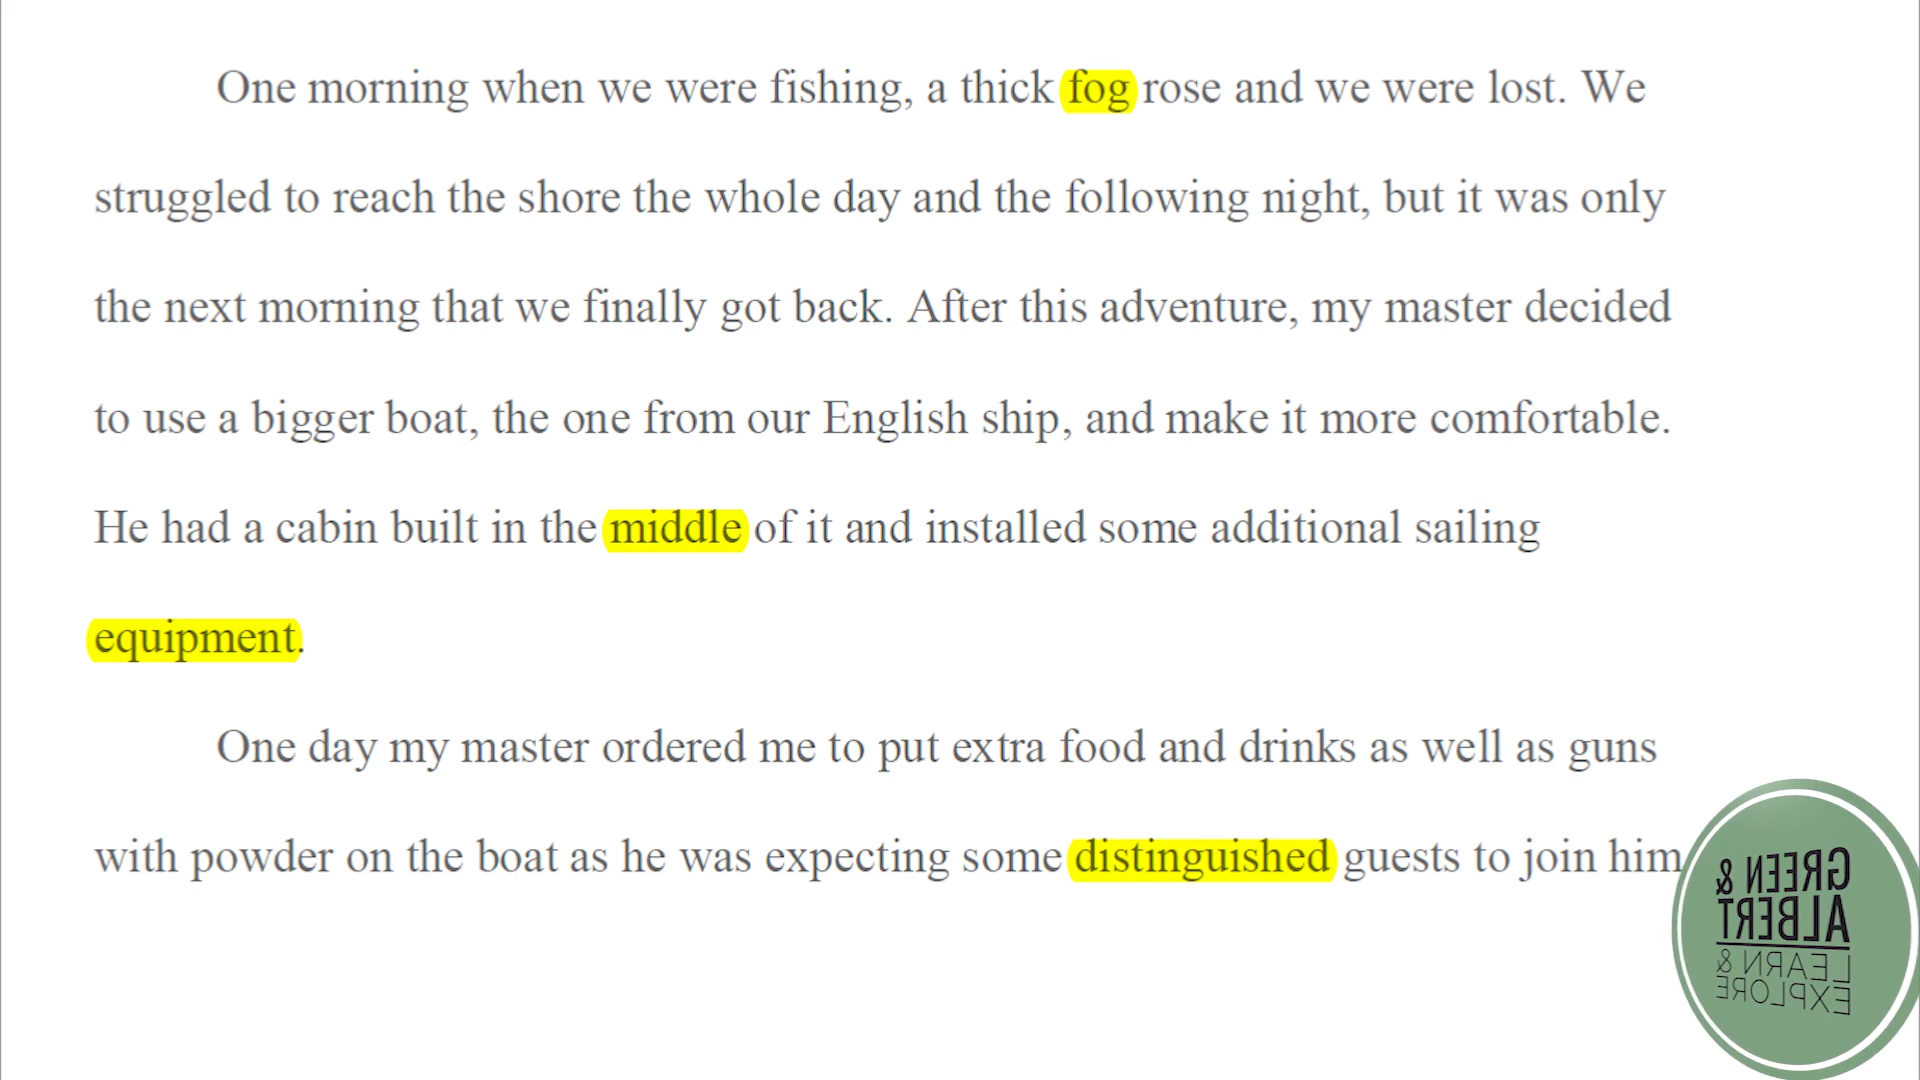 One morning when we were fishing, a thick fog rose and we were lost. We
struggled to reach the shore the whole day and the following night, but it was only
the next morning that we finally got back. After this adventure, my master decided
to use a bigger boat, the one from our English ship, and make it more comfortable.
He had a cabin built in the middle of it and installed some additional sailing
equipment.
One day my master ordered me to put extra food and drinks as well as guns
with powder on the boat as he was expecting some distinguished guests to join him
GREEN &
ALBERT
LEARN &
EXPLORE